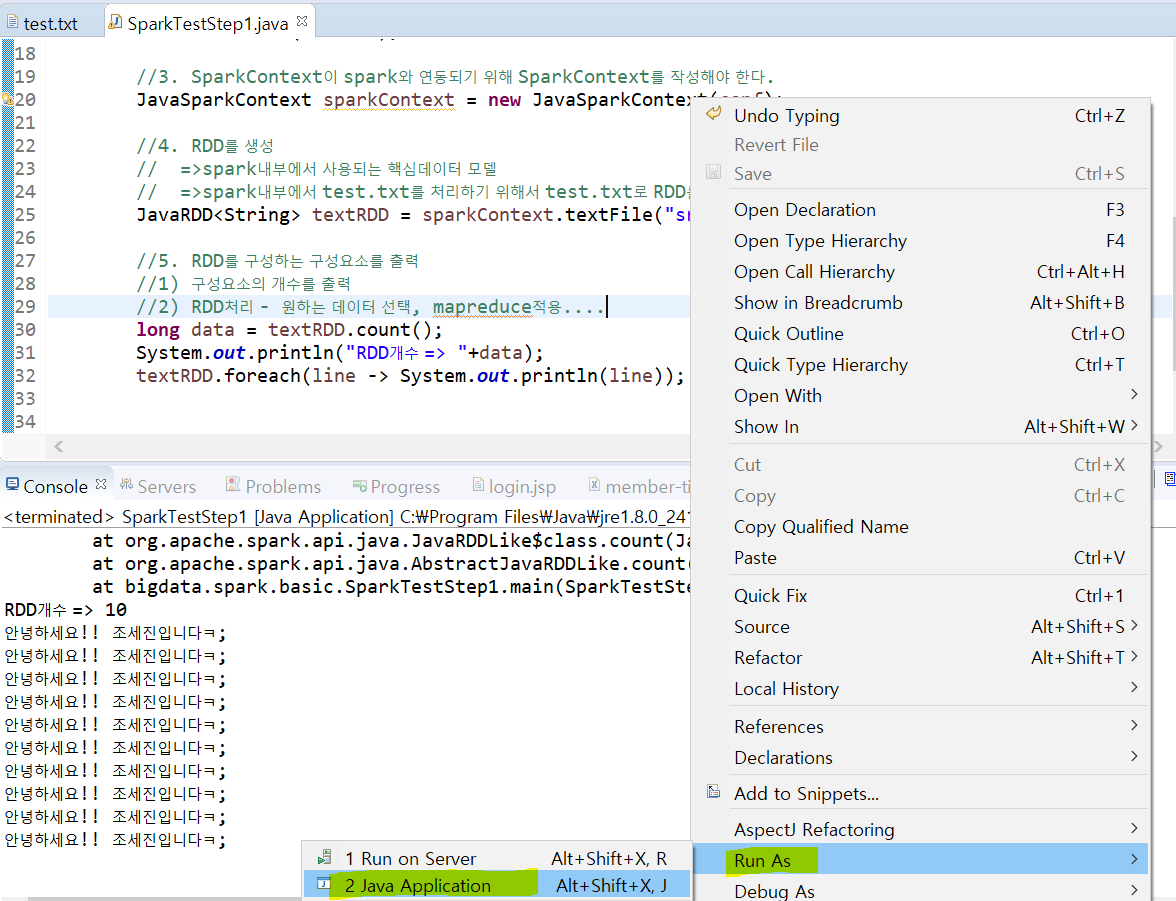 test.txt
SparkTestStep1.java
18
19 //3. SparkContext이 spark와 연동되기 위해 SparkContext를 작성해야 한다.
20 JavaSparkContext sparkContext = new JavaSparkContext(conf);
21
22 //4. RDD를 생성
23 // =>spark내부에서 사용되는 핵심데이터 모델
24 // =>spark내부에서 test.txt를 처리하기 위해서 test.txt로 RDD를
25 JavaRDD<String> textRDD = sparkContext.textFile("sr
26
27 //5. RDD를 구성하는 구성요소를 출력
28 //1) 구성요소의 개수를 출력
29 //2) RDD처리 - 원하는 데이터 선택, mapreduce적용....
30 long data = textRDD.count();
31 System.out.println("RDD개수 => "+data);
32 textRDD.foreach(line -> System.out.println(line));
33
34
Console Servers Problems Progress login.jsp member-ti
<terminated> SparkTestStep1 [Java Application] C:₩Program Files₩Java₩jre1.8.0_241
at org.apache.spark.api.java.JavaRDDLike$class.count(Ja
at org.apache.spark.api.java.AbstractJavaRDDLike.count(
at bigdata.spark.basic.SparkTestStep1.main(SparkTestSte
RDD개수 => 10
안녕하세요!! 조세진입니다ㅋ;
안녕하세요!! 조세진입니다ㅋ;
안녕하세요!! 조세진입니다ㅋ;
안녕하세요!! 조세진입니다ㅋ;
안녕하세요!! 조세진입니다ㅋ;
안녕하세요!! 조세진입니다ㅋ;
안녕하세요!! 조세진입니다ㅋ;
안녕하세요!! 조세진입니다ㅋ;
안녕하세요!! 조세진입니다ㅋ;
안녕하세요!! 조세진입니다ㅋ;
Undo Typing Ctrl+Z
Revert File
Save Ctrl+S
Open Declaration F3
Open Type Hierarchy F4
Open Call Hierarchy Ctrl+Alt+H
Show in Breadcrumb Alt+Shift+B
Quick Outline Ctrl+O
Quick Type Hierarchy Ctrl+T
Open With
Show In Alt+Shift+W
Cut Ctrl+X
Copy Ctrl+C
Copy Qualified Name
Paste Ctrl+V
Quick Fix Ctrl+1
Source Alt+Shift+S
Refactor Alt+Shift+T
Local History
References
Declarations
Add to Snippets...
AspectJ Refactoring
Run As
Debug As
1 Run on Server Alt+Shift+X, R
2 Java Application Alt+Shift+X, J